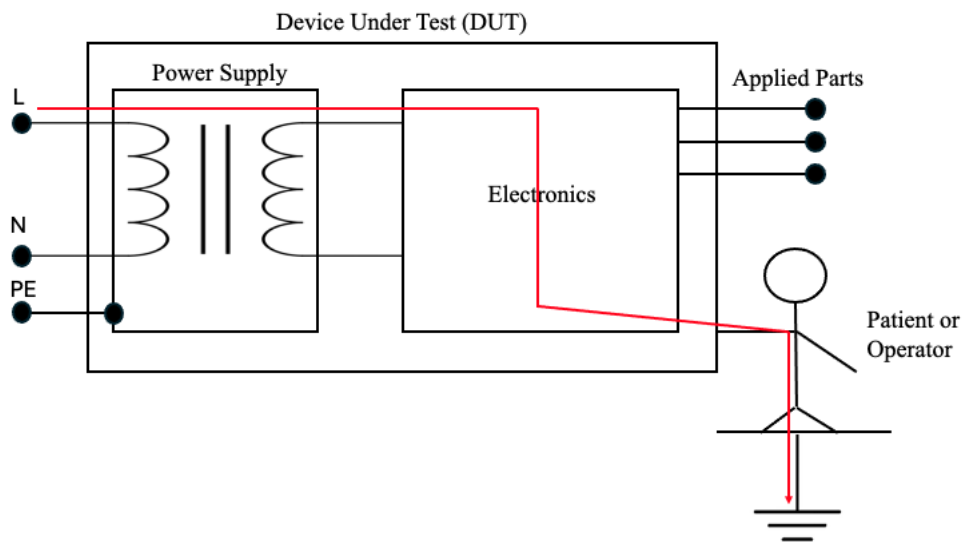 Device Under Test (DUT)
Power Supply
Applied Parts
L
Electronics
N
PE
Patient or
Operator